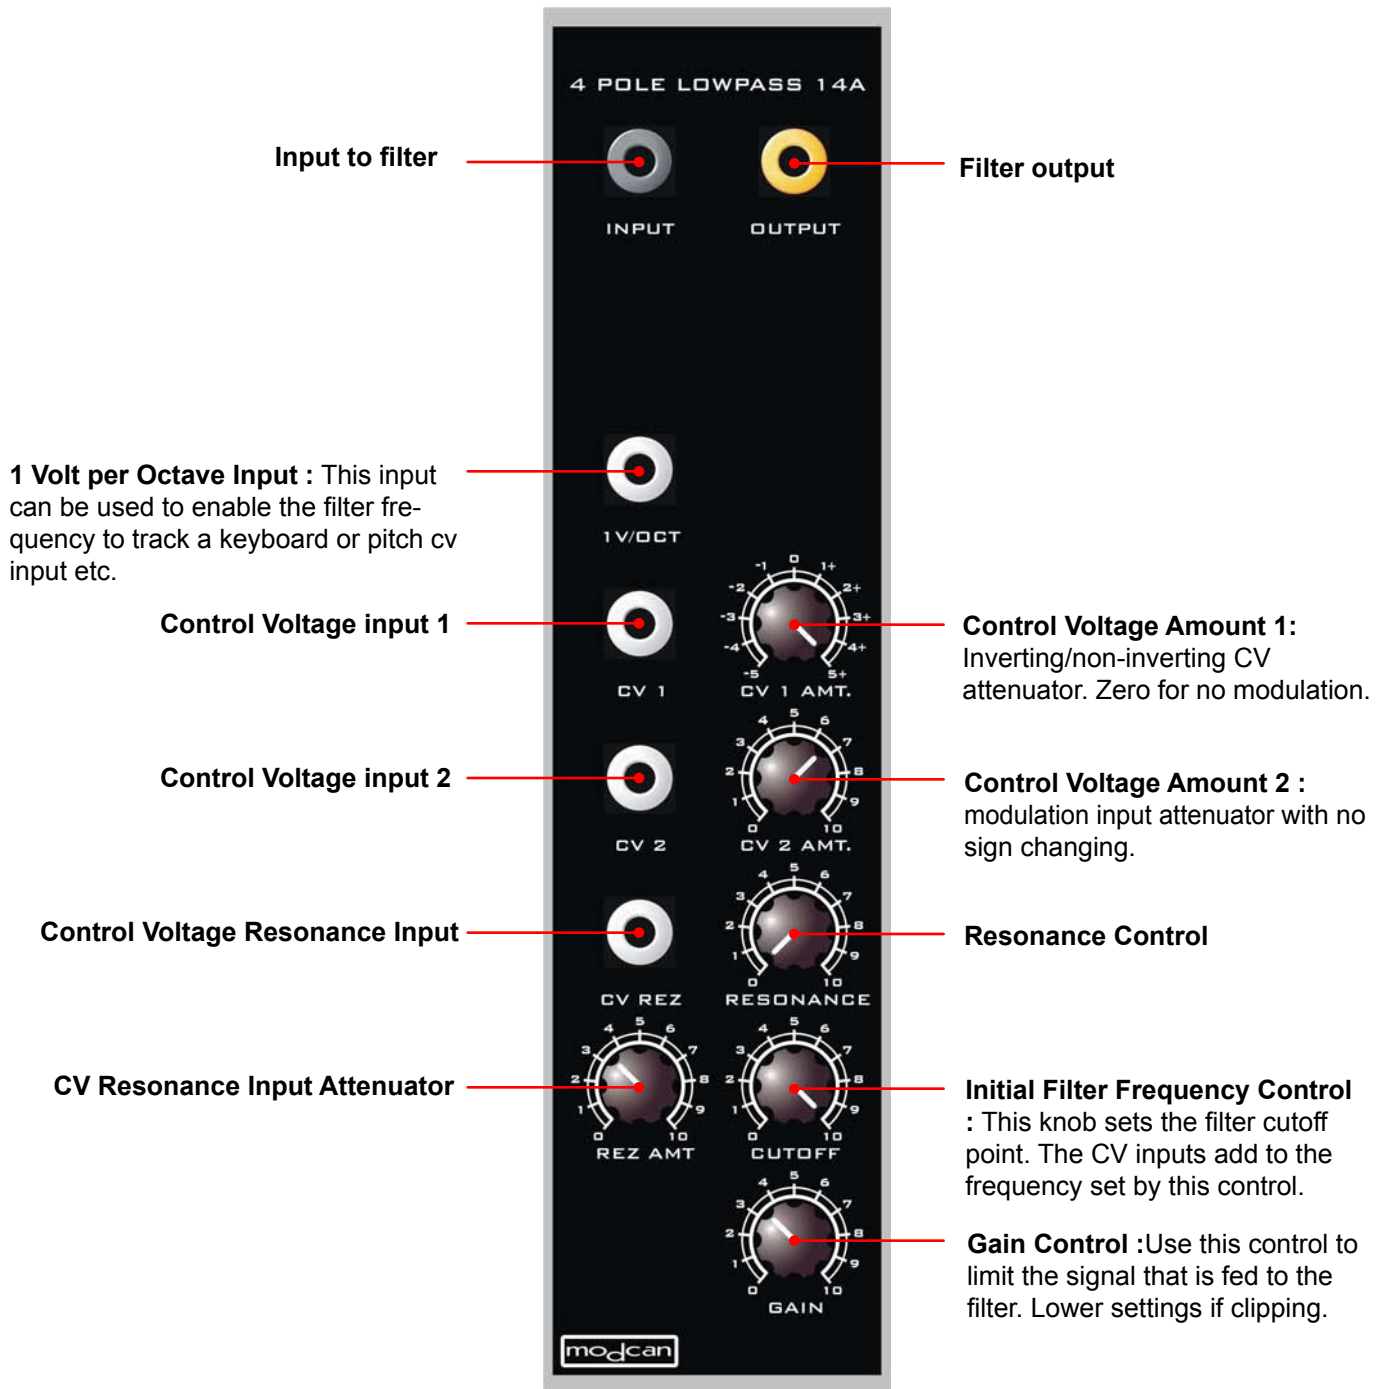 4 POLE LOWPASS 14A
Input to filter
Filter output
INPUT
OUTPUT
1 Volt per Octave Input : This input
can be used to enable the filter fre-
quency to track a keyboard or pitch cv
input etc.
1V/OCT
Control Voltage input 1
CV 1
-5 -4 -3 -2 -1 0 1+ 2+ 3+ 4+ 5+
CV 1 AMT.
Control Voltage Amount 1:
Inverting/non-inverting CV
attenuator. Zero for no modulation.
Control Voltage input 2
CV 2
0 1 2 3 4 5 6 7 8 9 10
CV 2 AMT.
Control Voltage Amount 2 :
modulation input attenuator with no
sign changing.
Control Voltage Resonance Input
CV REZ
0 1 2 3 4 5 6 7 8 9 10
RESONANCE
Resonance Control
CV Resonance Input Attenuator
0 1 2 3 4 5 6 7 8 9 10
REZ AMT
0 1 2 3 4 5 6 7 8 9 10
CUTOFF
Initial Filter Frequency Control
: This knob sets the filter cutoff
point. The CV inputs add to the
frequency set by this control.
0 1 2 3 4 5 6 7 8 9 10
GAIN
Gain Control :Use this control to
limit the signal that is fed to the
filter. Lower settings if clipping.
modcan